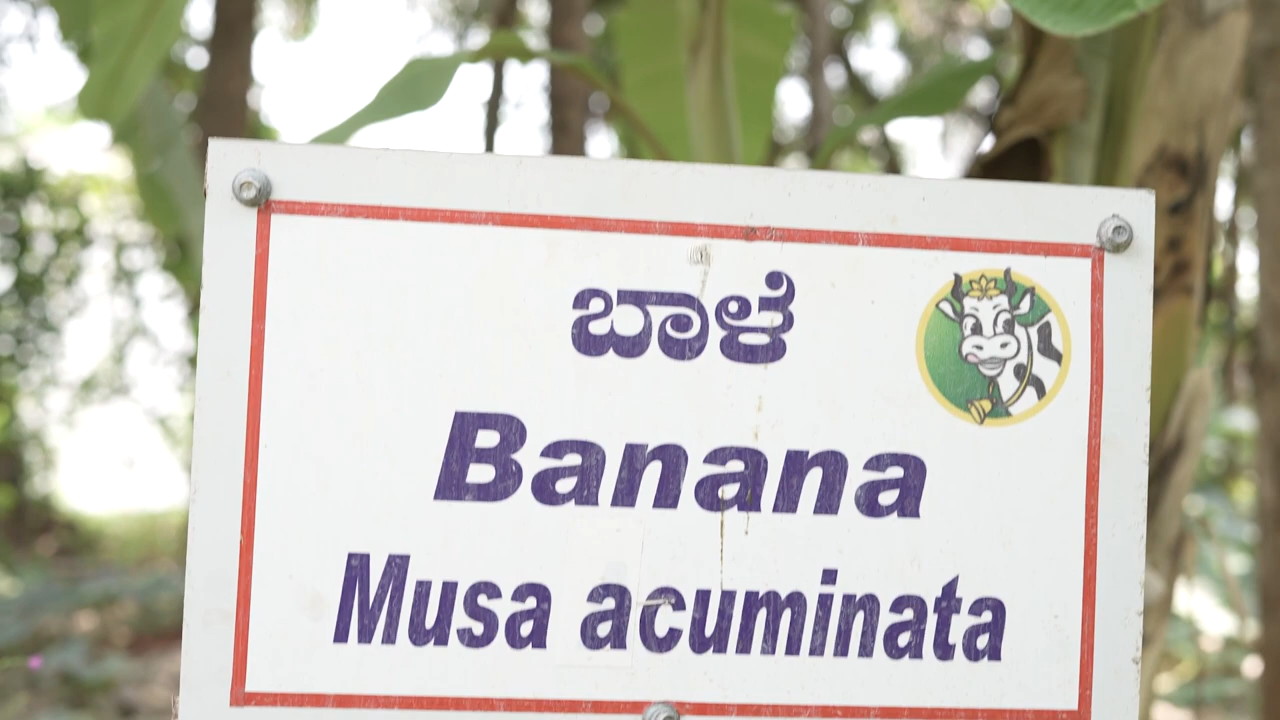 ಬಾಳೆ
Banana
Musa acuminata